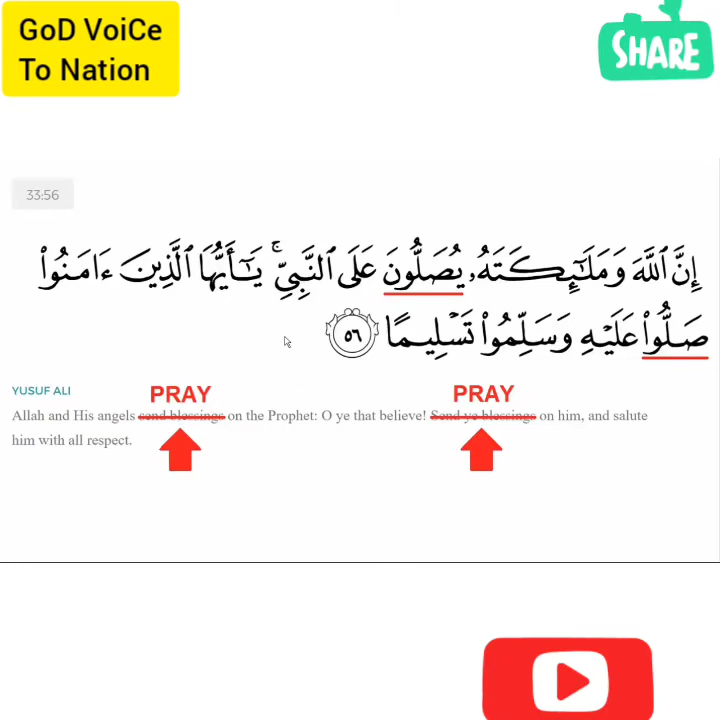 GoD VoiCe
To Nation
SHARE
33:56
إِنَّ ٱللَّهَ وَمَلَـٰٓئِكَتَهُۥ يُصَلُّونَ عَلَى ٱلنَّبِىِّ ۚ يَـٰٓأَيُّهَا ٱلَّذِينَ ءَامَنُوا۟
صَلُّوا۟ عَلَيْهِ وَسَلِّمُوا۟ تَسْلِيمًا ٥٦
YUSUF ALI
PRAY PRAY
Allah and His angels send blessings on the Prophet: O ye that believe! Send ye blessings on him, and salute
him with all respect.